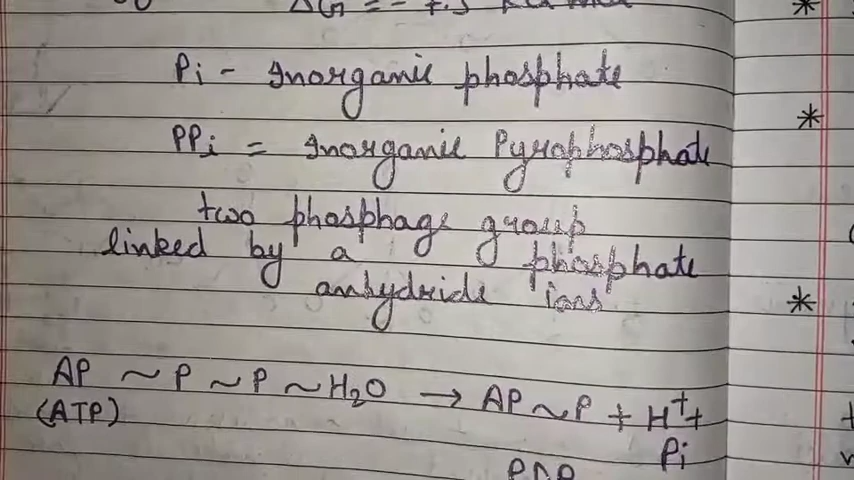 Pi - Inorganic phosphate
PPi = Inorganic Pyrophosphate
two phosphage group
linked by a phosphate
anhydride ions
AP ~ P ~ P ~ H2O → AP ~ P + H+ +
(ATP)
Pi